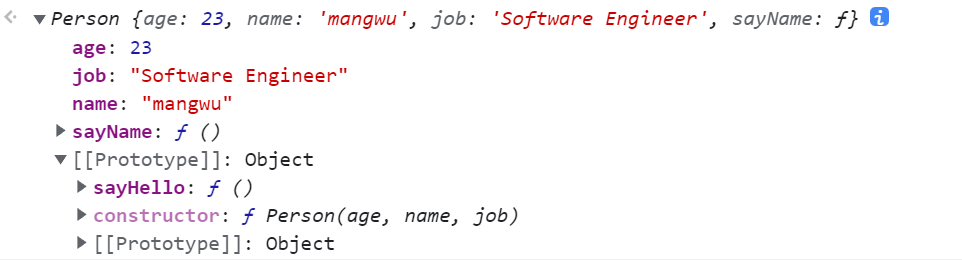 Person {age: 23, name: 'mangwu', job: 'Software Engineer', sayName: ƒ} i
age: 23
job: "Software Engineer"
name: "mangwu"
sayName: ƒ ()
[[Prototype]]: Object
sayHello: ƒ ()
constructor: ƒ Person(age, name, job)
[[Prototype]]: Object